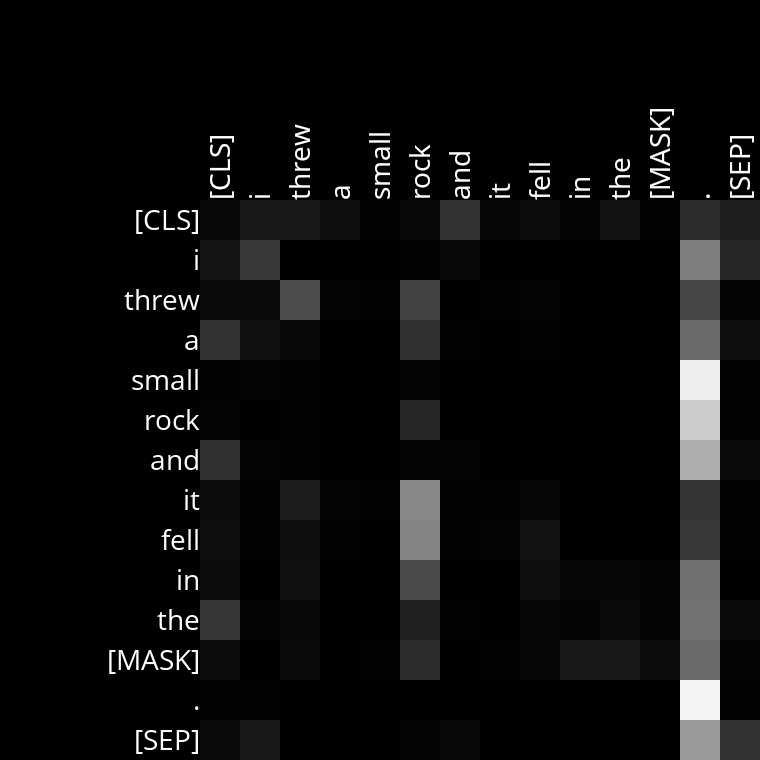 [CLS] i threw a small rock and it fell in the [MASK] . [SEP]
[CLS]
i
threw
a
small
rock
and
it
fell
in
the
[MASK]
.
[SEP]